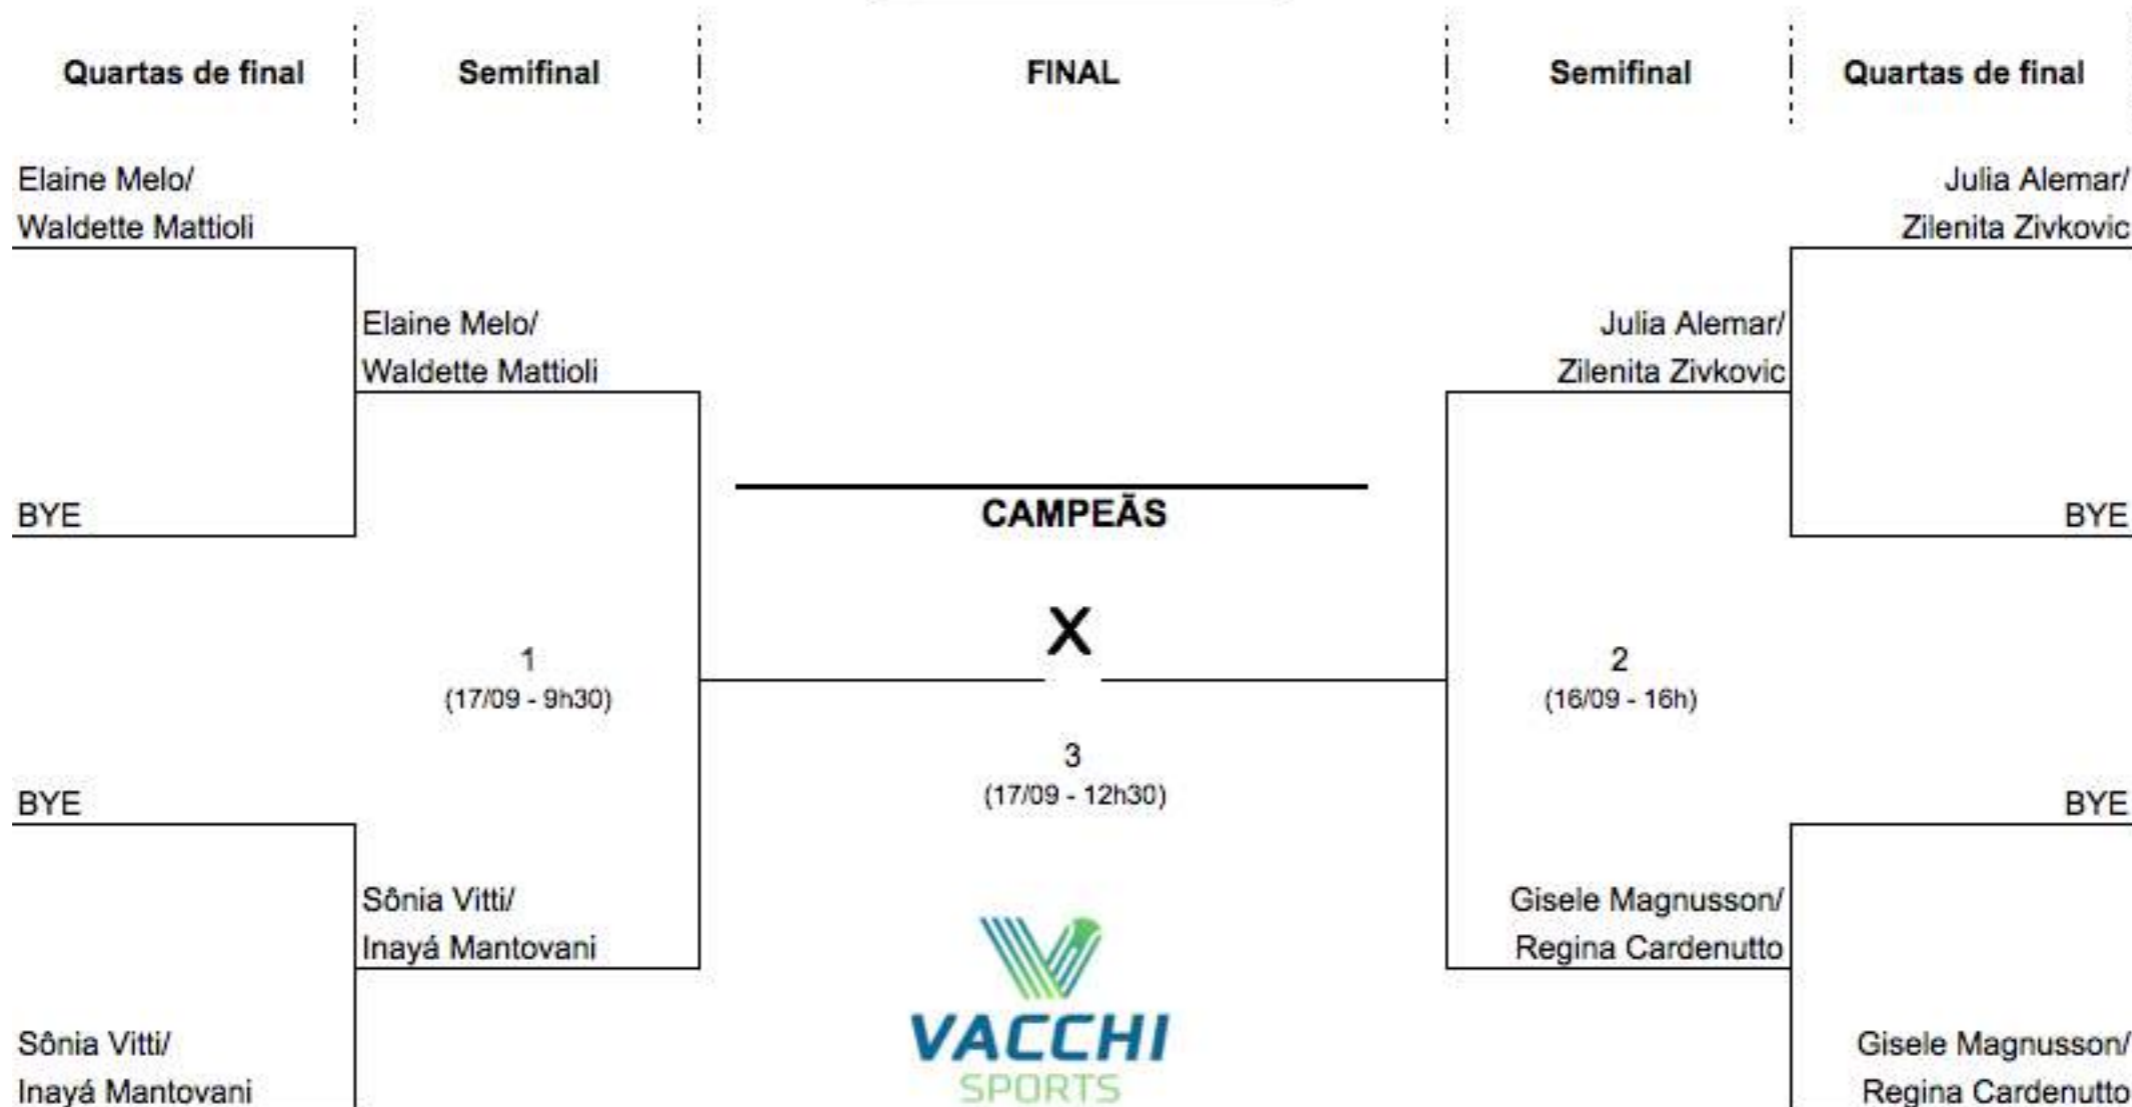 Quartas de final
Semifinal
FINAL
Semifinal
Quartas de final
Elaine Melo/
Waldette Mattioli
Julia Alemar/
Zilenita Zivkovic
Elaine Melo/
Waldette Mattioli
Julia Alemar/
Zilenita Zivkovic
CAMPEÃS
BYE
BYE
X
1
(17/09 - 9h30)
2
(16/09 - 16h)
3
(17/09 - 12h30)
BYE
BYE
Sônia Vitti/
Inayá Mantovani
Gisele Magnusson/
Regina Cardenutto
VACCHI
SPORTS
Sônia Vitti/
Inayá Mantovani
Gisele Magnusson/
Regina Cardenutto